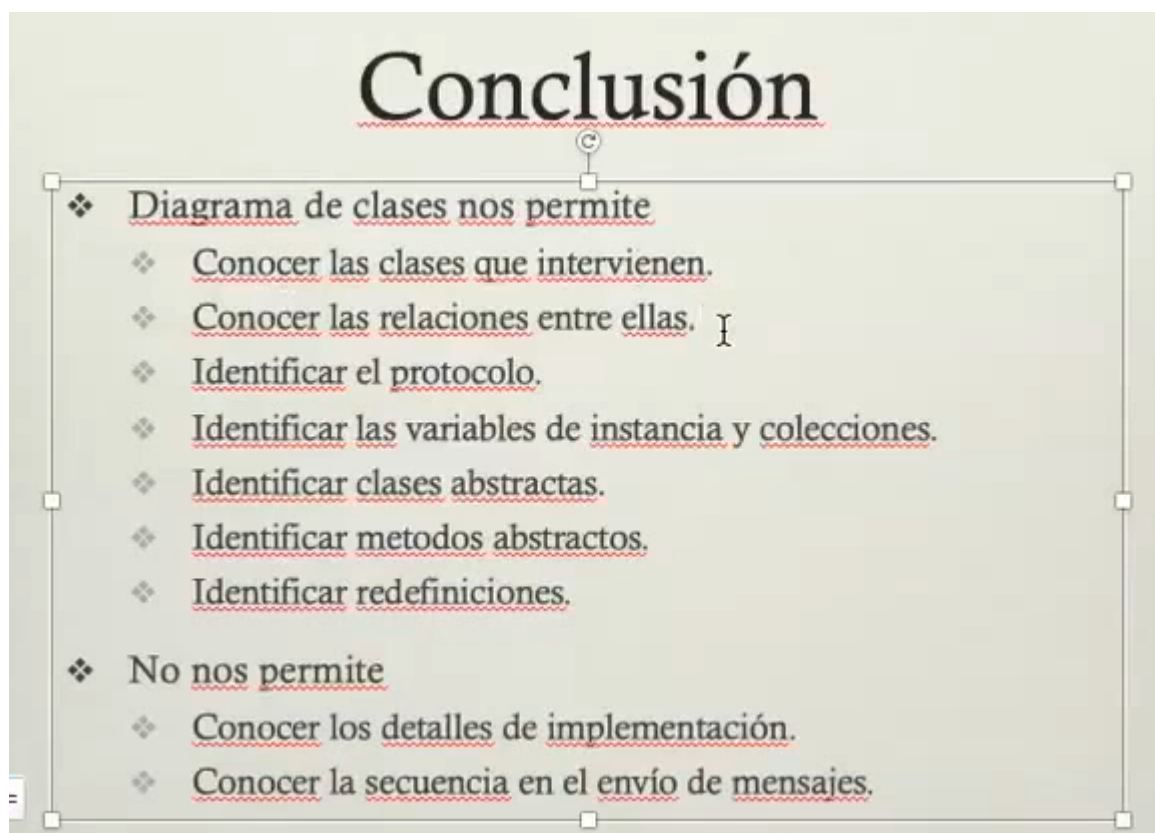 Conclusión
Diagrama de clases nos permite
Conocer las clases que intervienen.
Conocer las relaciones entre ellas.
Identificar el protocolo.
Identificar las variables de instancia y colecciones.
Identificar clases abstractas.
Identificar metodos abstractos.
Identificar redefiniciones.
No nos permite
Conocer los detalles de implementación.
Conocer la secuencia en el envío de mensajes.